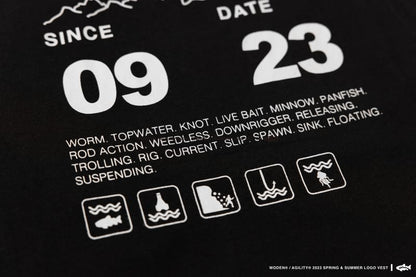 SINCE
DATE
09
23
WORM. TOPWATER. KNOT. LIVE BAIT. MINNOW. PANFISH.
ROD ACTION. WEEDLESS. DOWNRIGGER. RELEASING.
TROLLING. RIG. CURRENT. SLIP. SPAWN. SINK. FLOATING.
SUSPENDING.
WODEN® / AGILITY® 2023 SPRING & SUMMER LOGO VEST